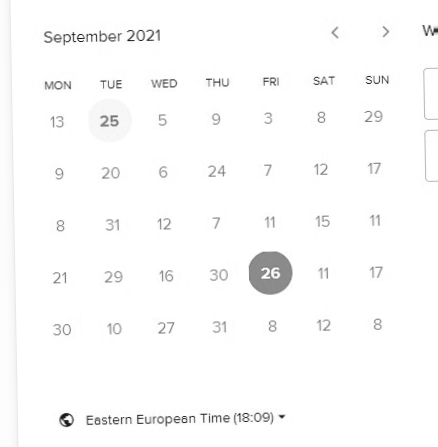 September 2021
W
MON TUE WED THU FRI SAT SUN
13 25 5 9 3 8 29
9 20 6 24 7 12 17
8 31 12 7 11 15 11
21 29 16 30 26 11 17
30 10 27 31 8 12 8
Eastern European Time (18:09)